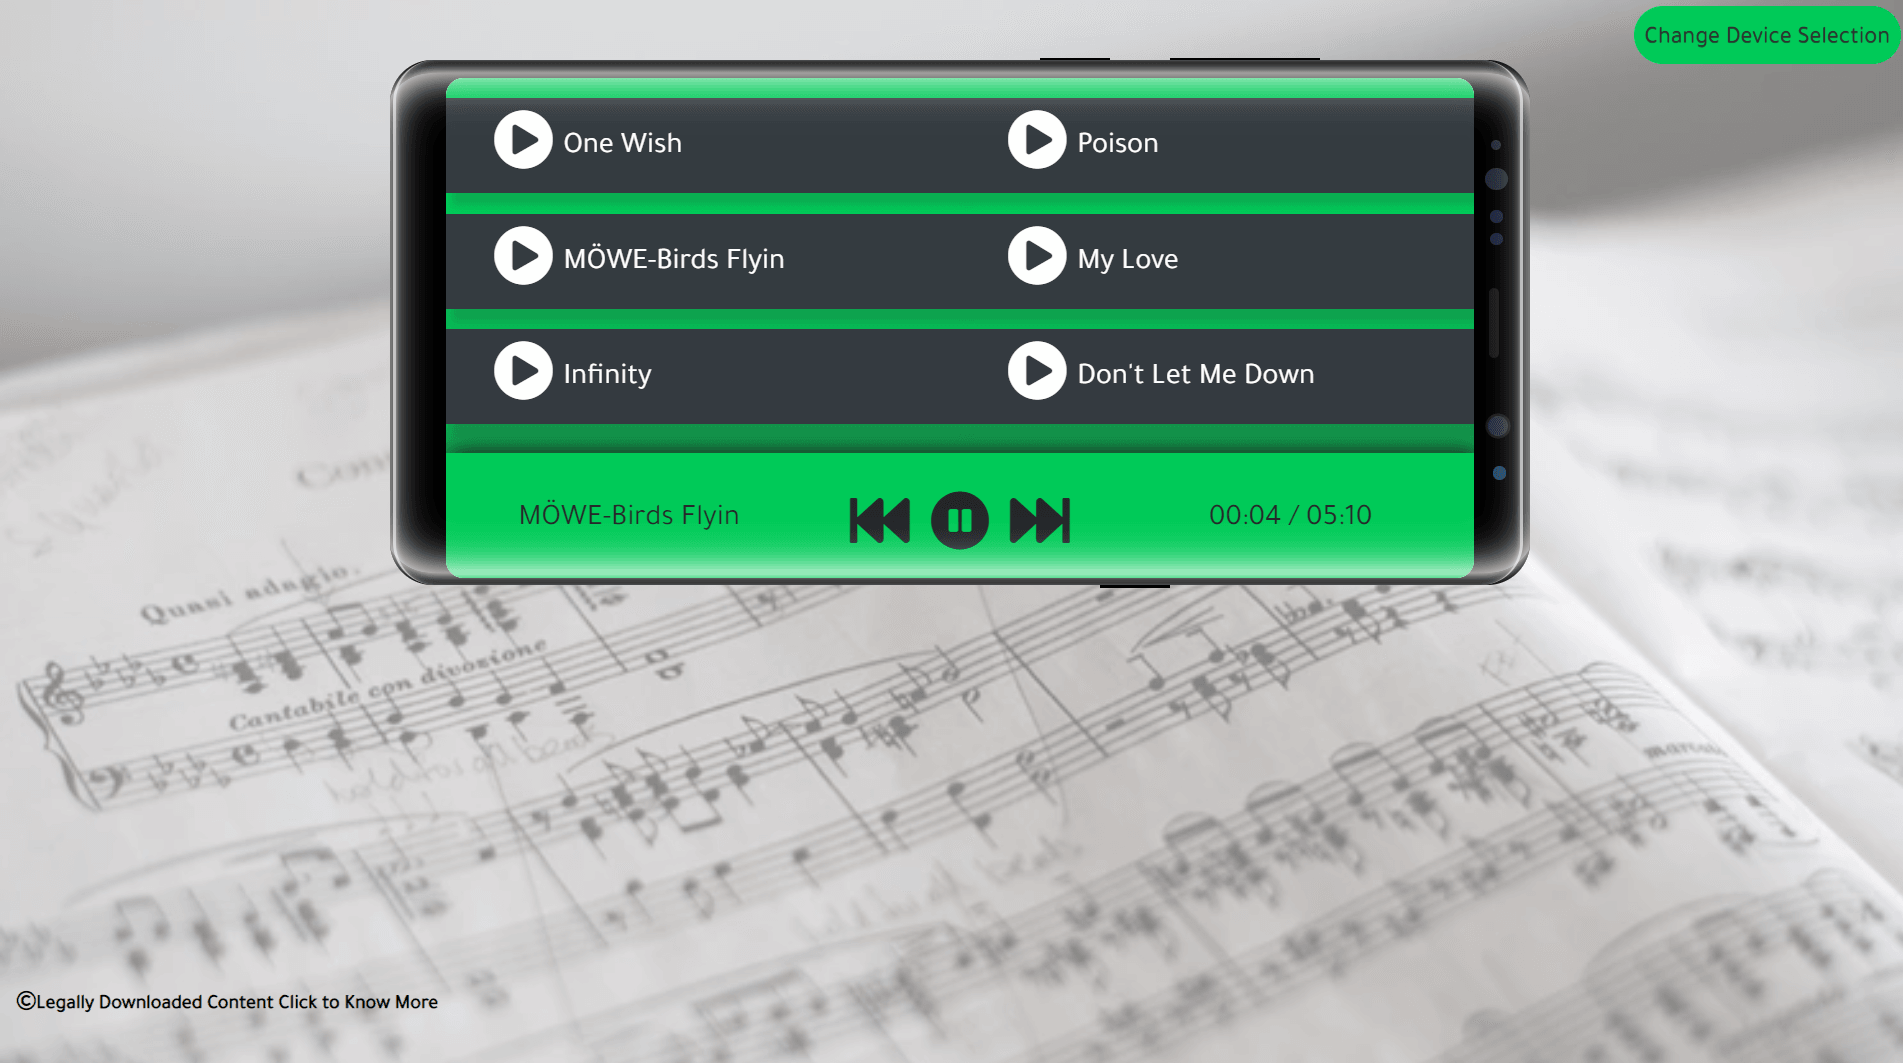 Change Device Selection
One Wish
Poison
MÖWE-Birds Flyin
My Love
Infinity
Don't Let Me Down
MÖWE-Birds Flyin
00:04 / 05:10
Quasi adagio.
Cantabile con divozione
©Legally Downloaded Content Click to Know More